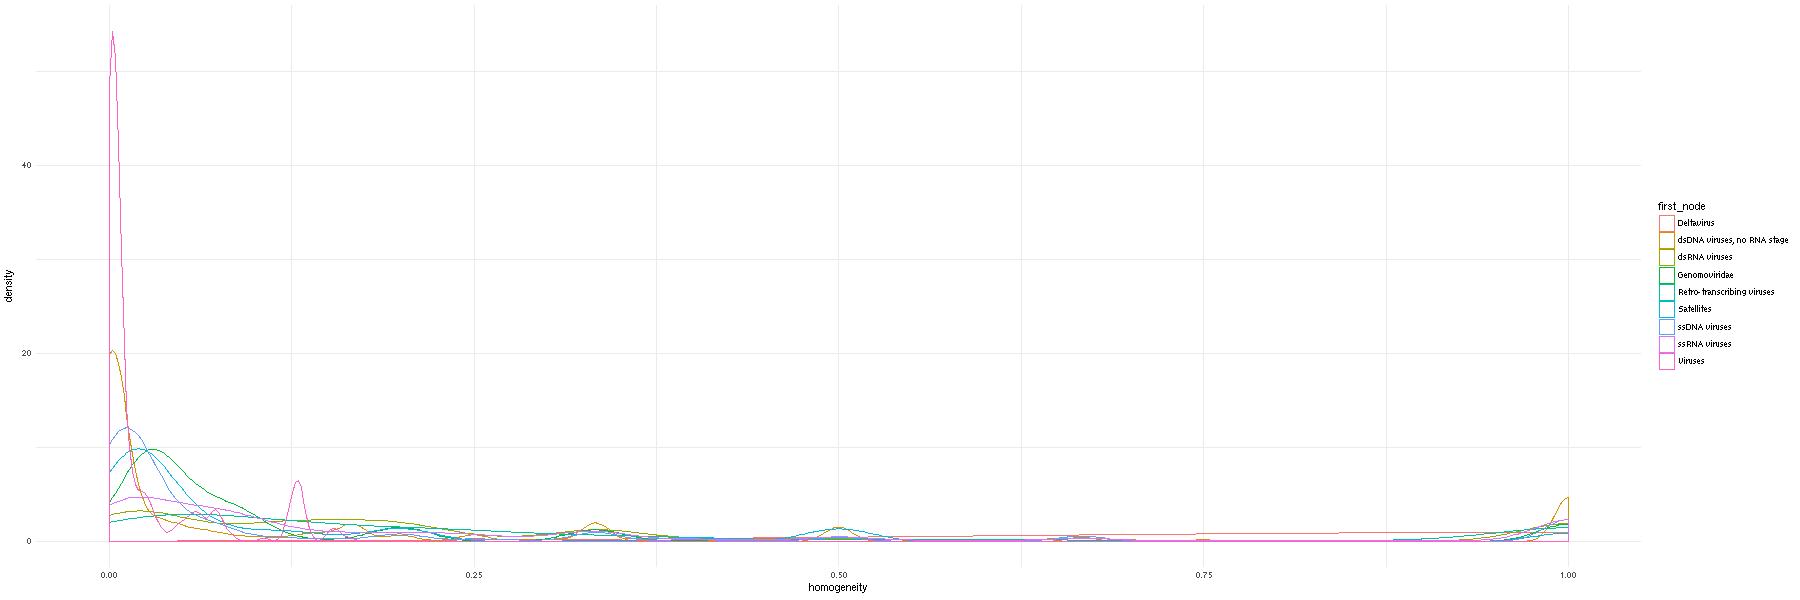 40
20
0
density
0.00 0.25 0.50 0.75 1.00
homogeneity
first_node
Deltavirus
dsDNA viruses, no RNA stage
dsRNA viruses
Genomoviridae
Retro-transcribing viruses
Satellites
ssDNA viruses
ssRNA viruses
Viruses